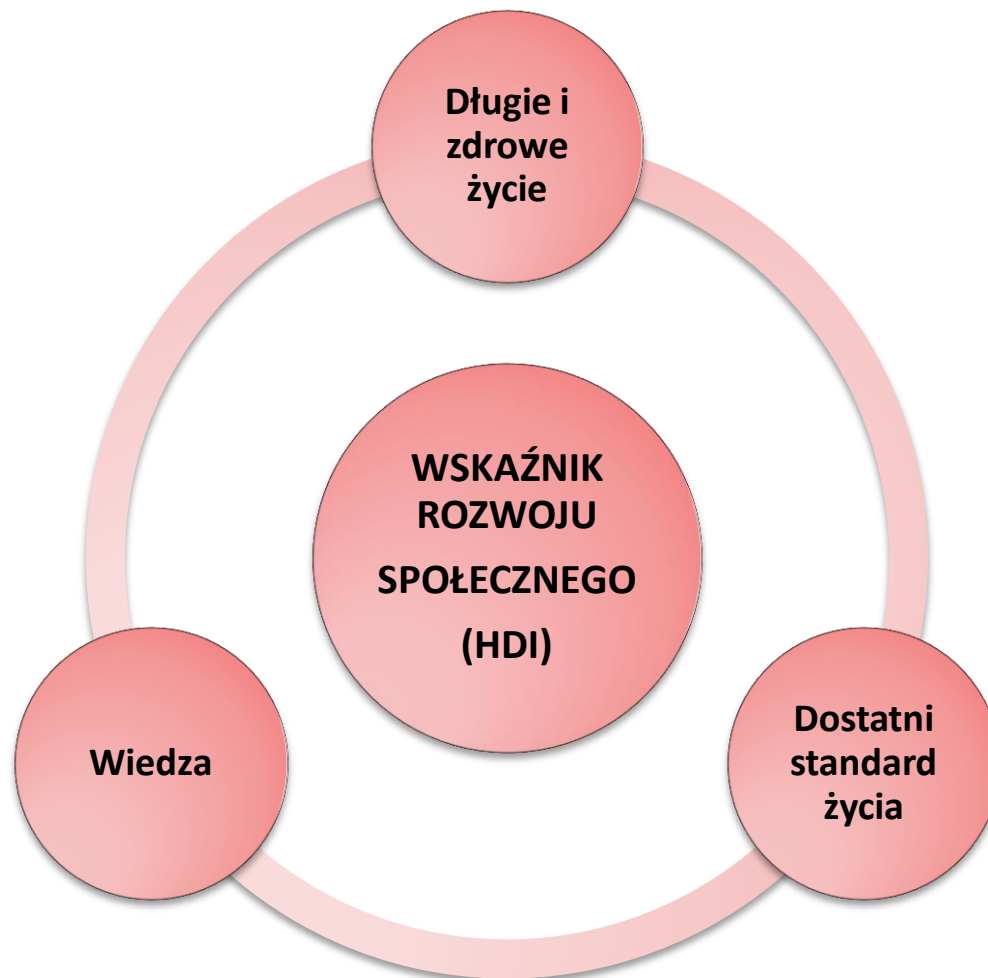 Długie i
zdrowe
życie
WSKAŹNIK
ROZWOJU
SPOŁECZNEGO
(HDI)
Wiedza
Dostatni
standard
życia